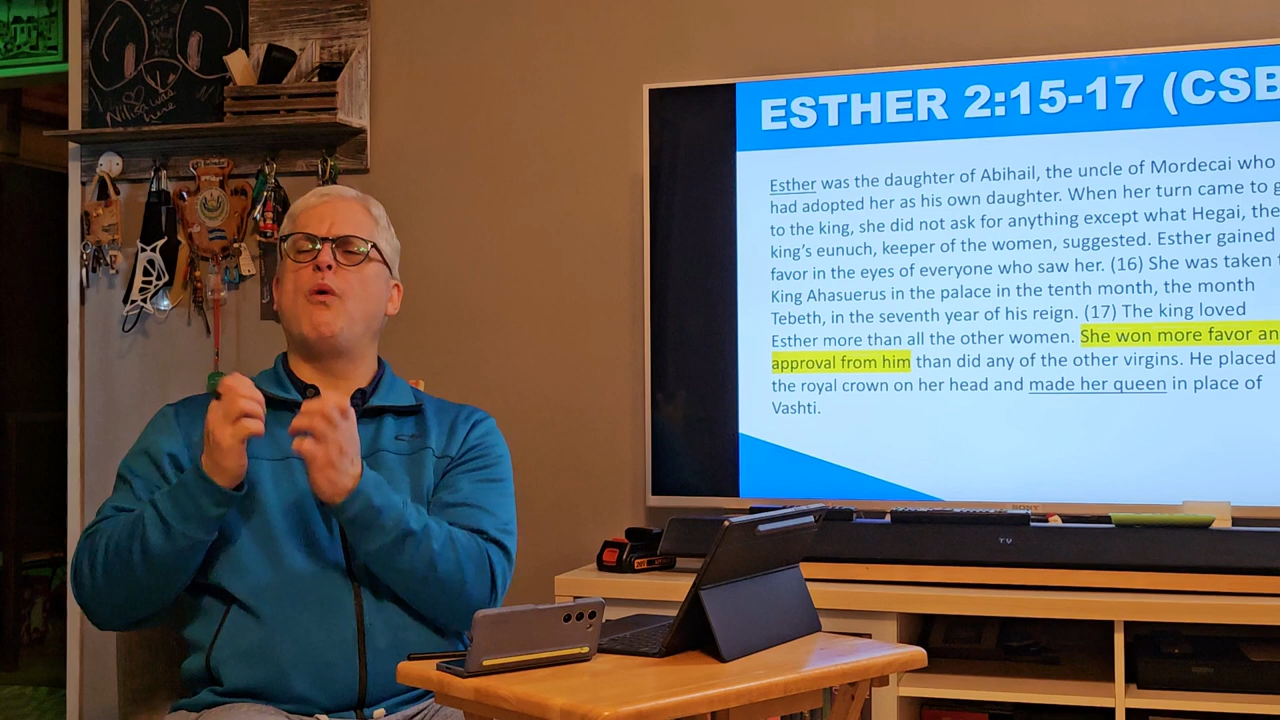 Nilsa was
here
ESTHER 2:15-17 (CSB
Esther was the daughter of Abihail, the uncle of Mordecai who
had adopted her as his own daughter. When her turn came to g
to the king, she did not ask for anything except what Hegai, the
king's eunuch, keeper of the women, suggested. Esther gained
favor in the eyes of everyone who saw her. (16) She was taken
King Ahasuerus in the palace in the tenth month, the month
Tebeth, in the seventh year of his reign. (17) The king loved
Esther more than all the other women. She won more favor an
approval from him than did any of the other virgins. He placed
the royal crown on her head and made her queen in place of
Vashti.
SONY
TV